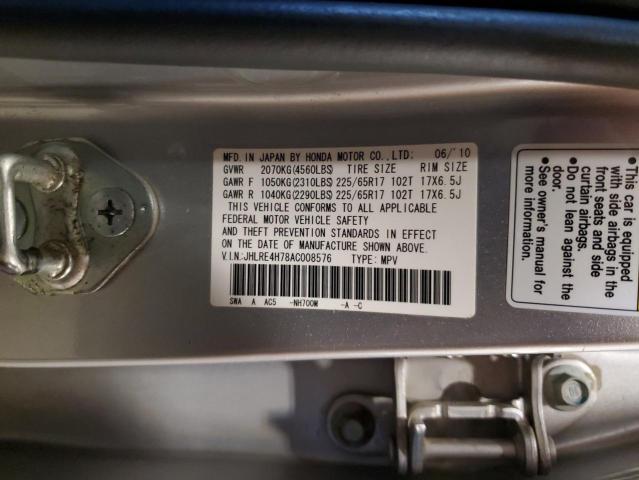 MFD. IN JAPAN BY HONDA MOTOR CO., LTD: 06/'10
GVWR 2070KG(4560LBS) TIRE SIZE RIM SIZE
GAWR F 1050KG(2310LBS) 225/65R17 102T 17X6.5J
GAWR R 1040KG(2290LBS) 225/65R17 102T 17X6.5J
THIS VEHICLE CONFORMS TO ALL APPLICABLE
FEDERAL MOTOR VEHICLE SAFETY
AND THEFT PREVENTION STANDARDS IN EFFECT
ON THE DATE OF MANUFACTURE SHOWN ABOVE.
V.I.N.:JHLRE4H78AC008576 TYPE: MPV
SWA A AC5 -NH700M -A -C
•This car is equipped
with side airbags in the
front seats and side
curtain airbags.
•Do not lean against the
door.
•See owner's manual for
more information.